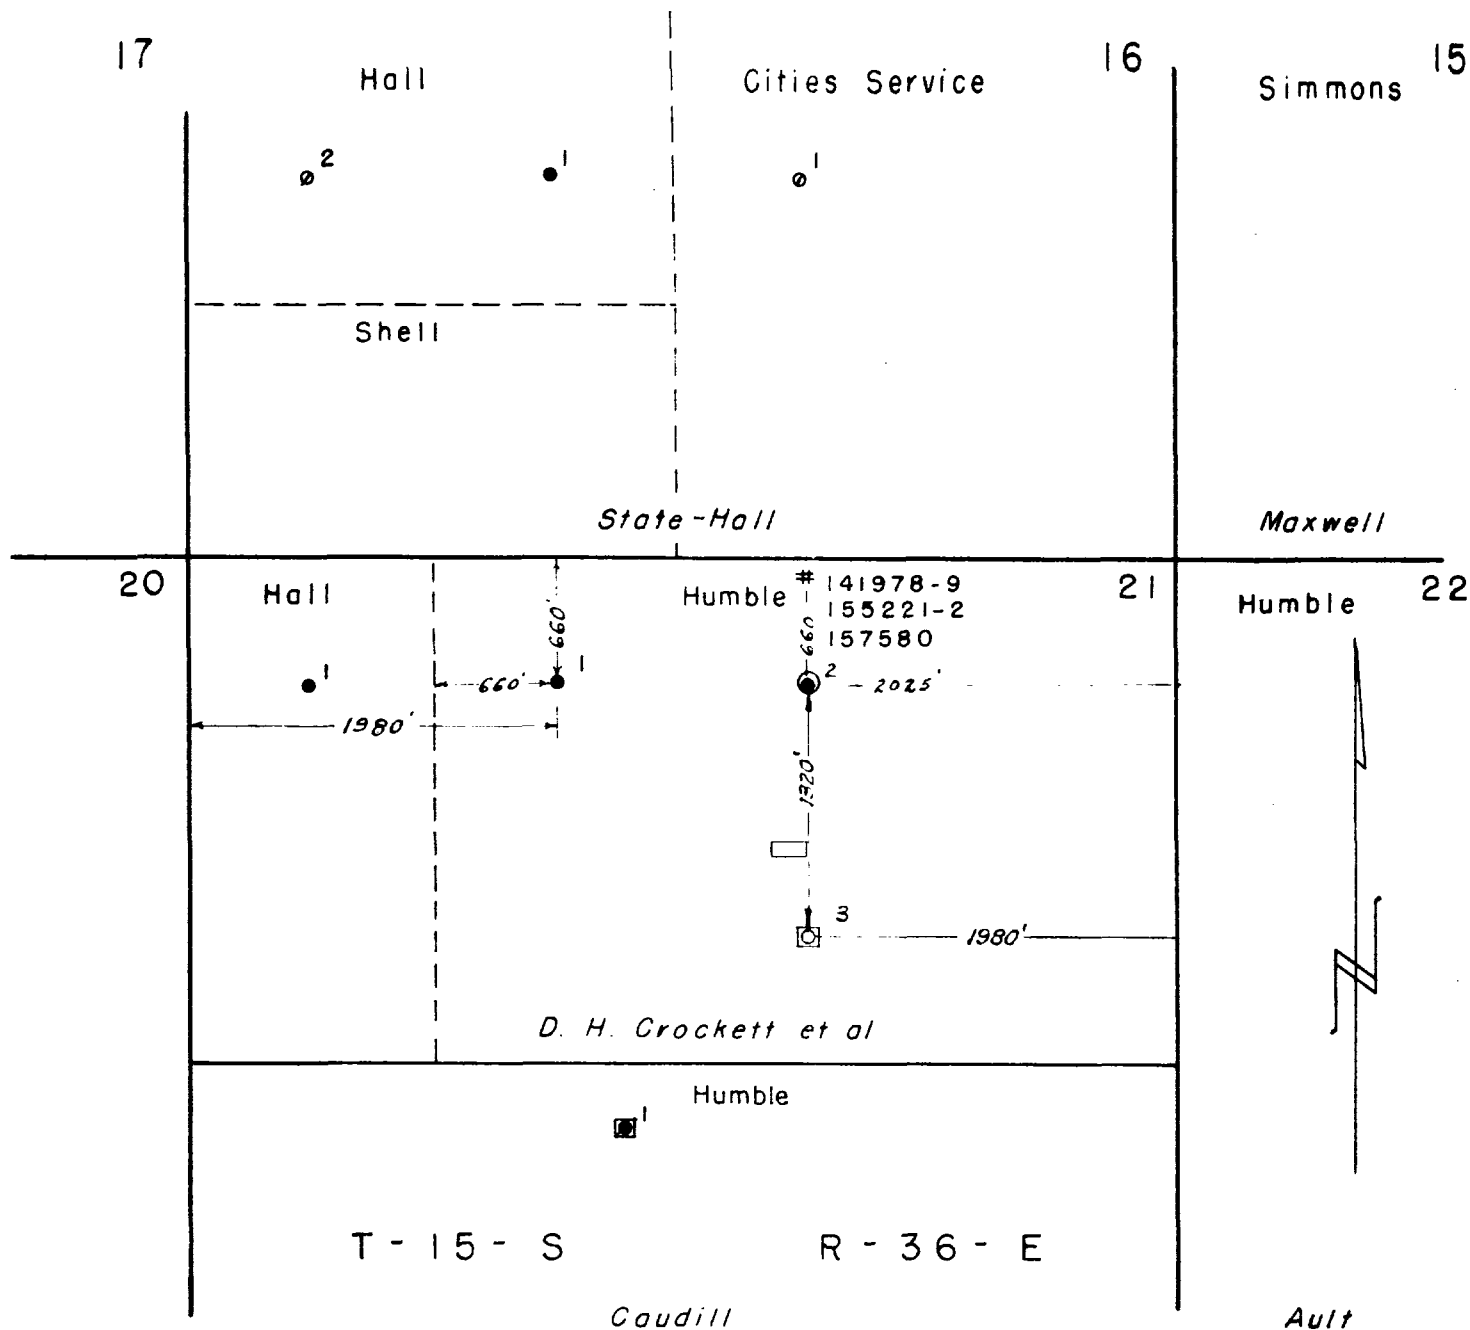 17
Hall
Cities Service
16
Simmons
15
2
1
1
Shell
State-Hall
Maxwell
20
Hall
Humble
# 141978-9
155221-2
157580
21
Humble
22
660'
660
1
660'
1
2
2025'
1980'
1320'
3
1980'
D. H. Crockett et al
Humble
1
T-15-S
R-36-E
Caudill
Ault